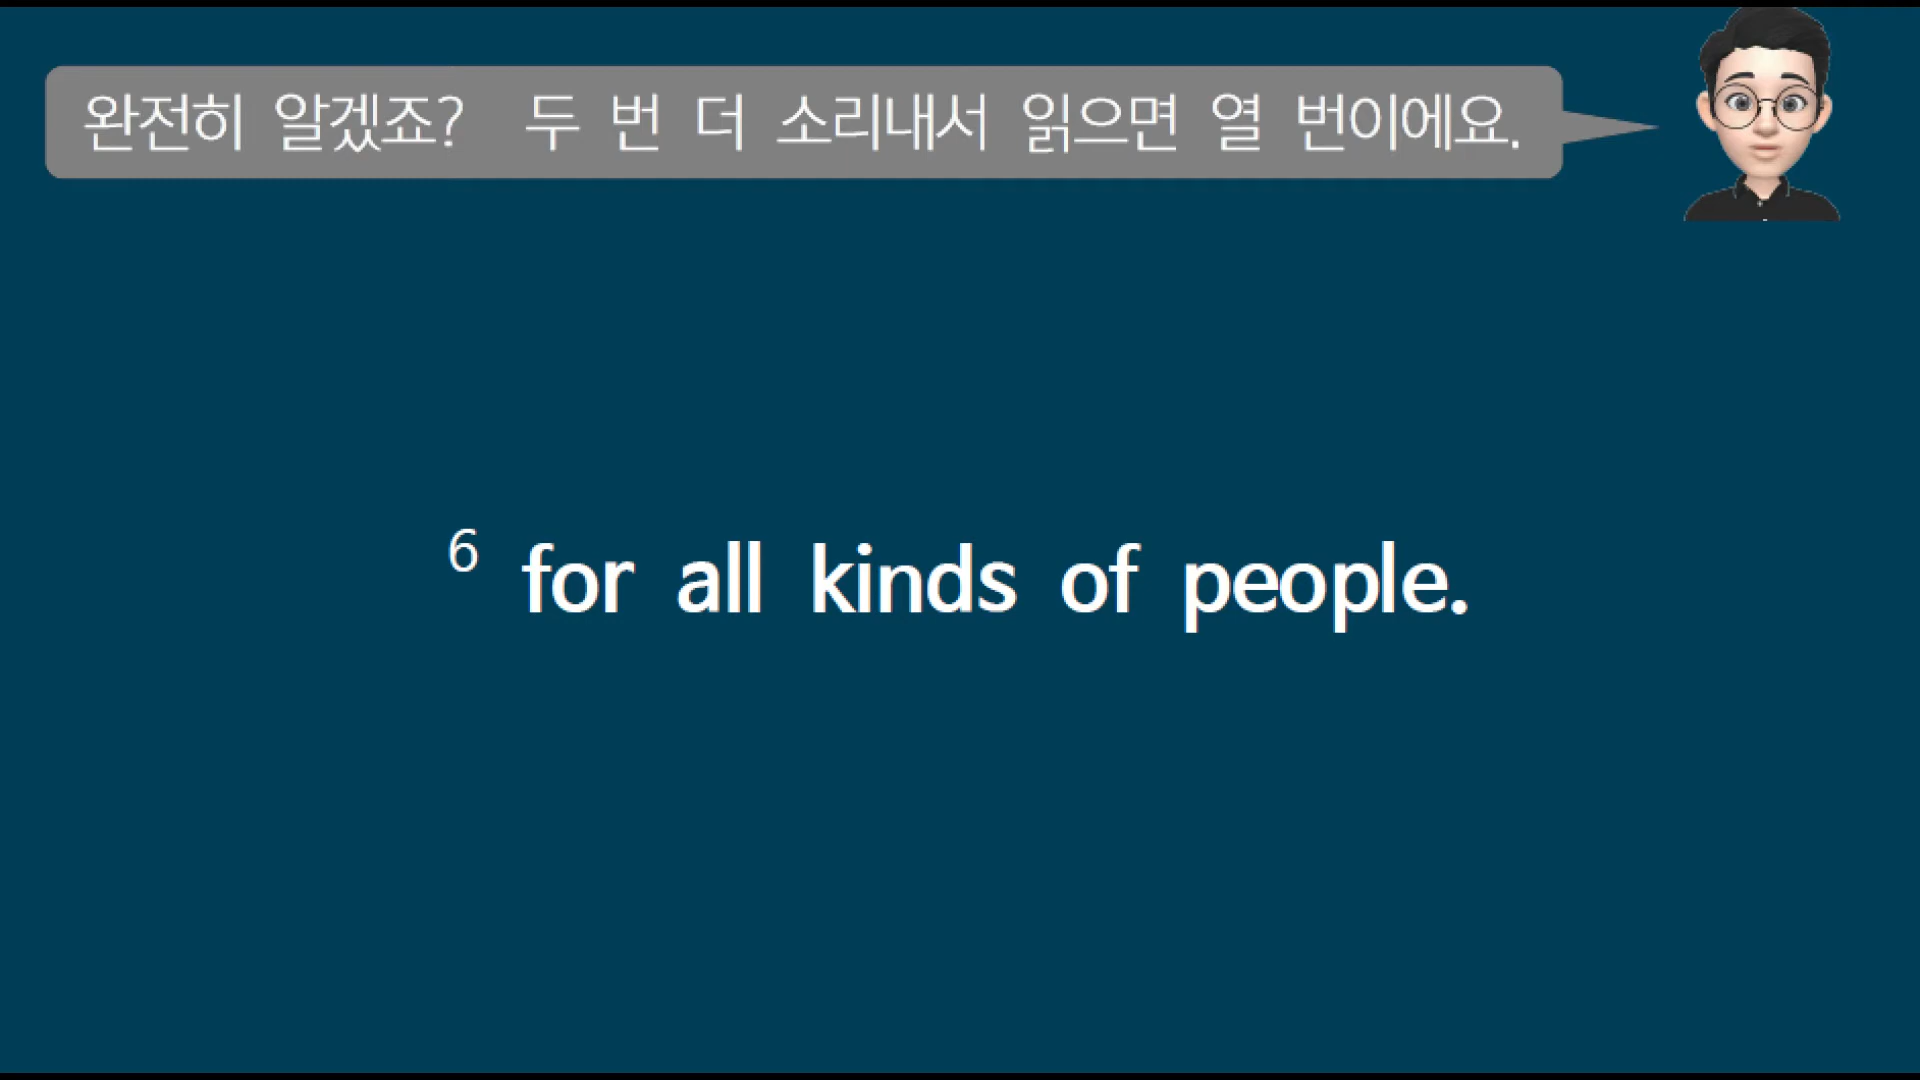 완전히 알겠죠? 두 번 더 소리내서 읽으면 열 번이에요.
6 for all kinds of people.